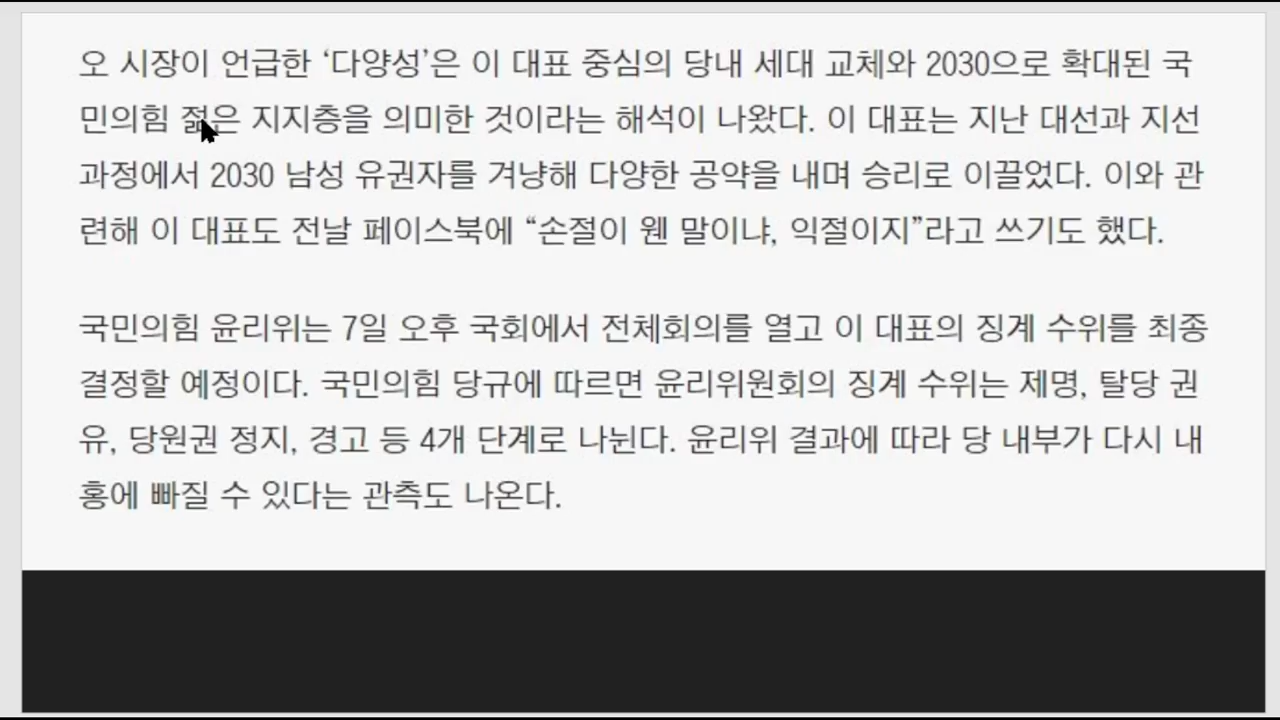 오 시장이 언급한 ‘다양성’은 이 대표 중심의 당내 세대 교체와 2030으로 확대된 국
민의힘 젊은 지지층을 의미한 것이라는 해석이 나왔다. 이 대표는 지난 대선과 지선
과정에서 2030 남성 유권자를 겨냥해 다양한 공약을 내며 승리로 이끌었다. 이와 관
련해 이 대표도 전날 페이스북에 “손절이 웬 말이냐, 익절이지”라고 쓰기도 했다.
국민의힘 윤리위는 7일 오후 국회에서 전체회의를 열고 이 대표의 징계 수위를 최종
결정할 예정이다. 국민의힘 당규에 따르면 윤리위원회의 징계 수위는 제명, 탈당 권
유, 당원권 정지, 경고 등 4개 단계로 나뉜다. 윤리위 결과에 따라 당 내부가 다시 내
홍에 빠질 수 있다는 관측도 나온다.